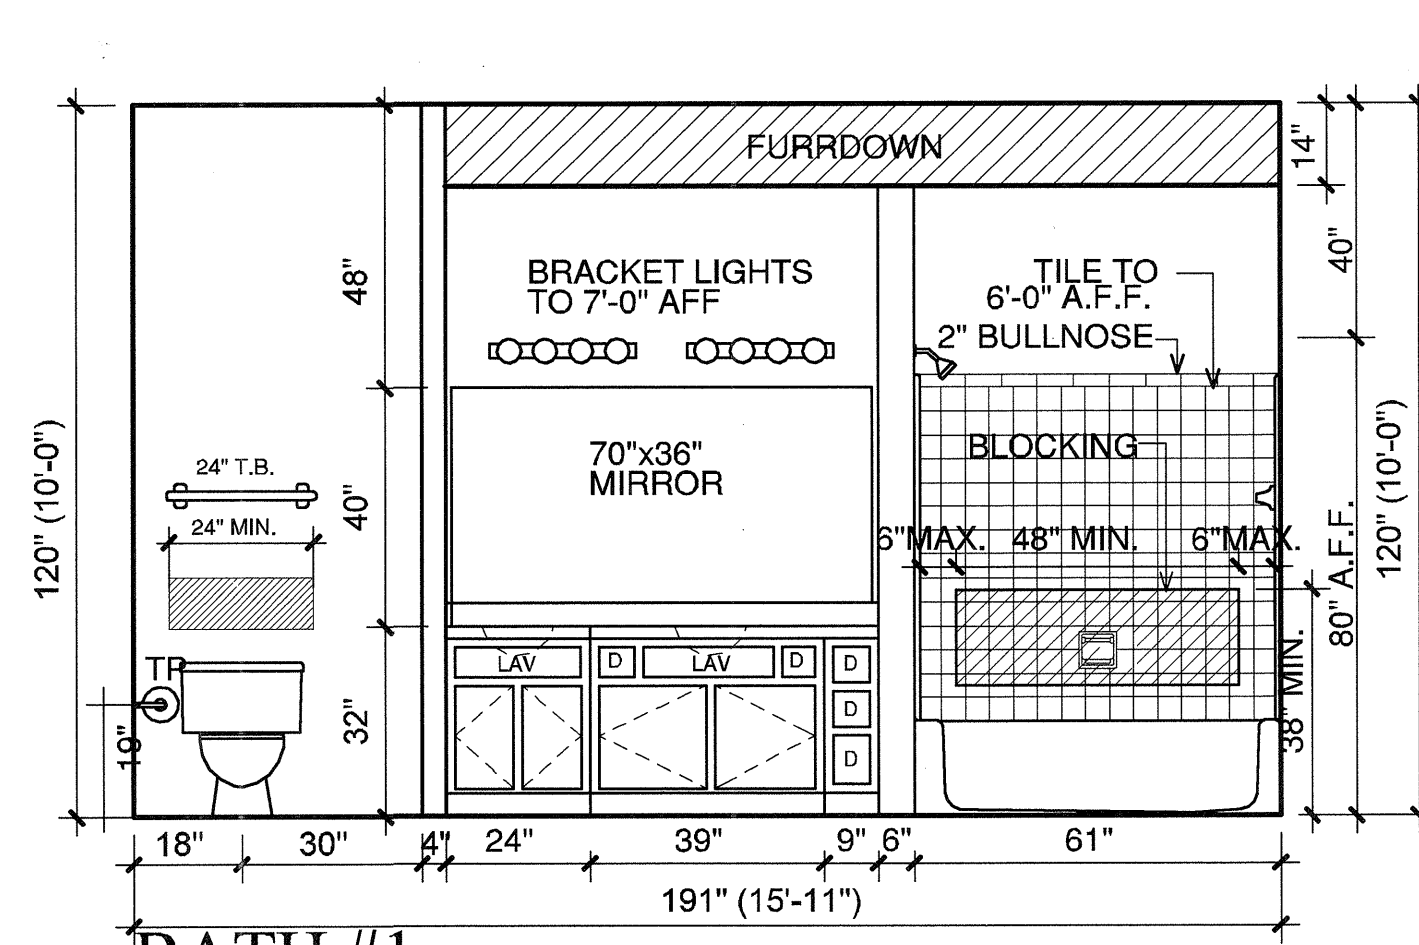 FURRDOWN
14"
48"
BRACKET LIGHTS
TO 7'-0" AFF
TILE TO
6'-0" A.F.F.
2" BULLNOSE
40"
120" (10'-0")
24" T.B.
24" MIN.
40"
70"x36"
MIRROR
BLOCKING
6"MAX.
48" MIN.
6"MAX.
80" A.F.F.
120" (10'-0")
TP
19"
32"
LAV
D
LAV
D
D
D
D
38" MIN.
18"
30"
4"
24"
39"
9"
6"
61"
191" (15'-11")
BATH #1